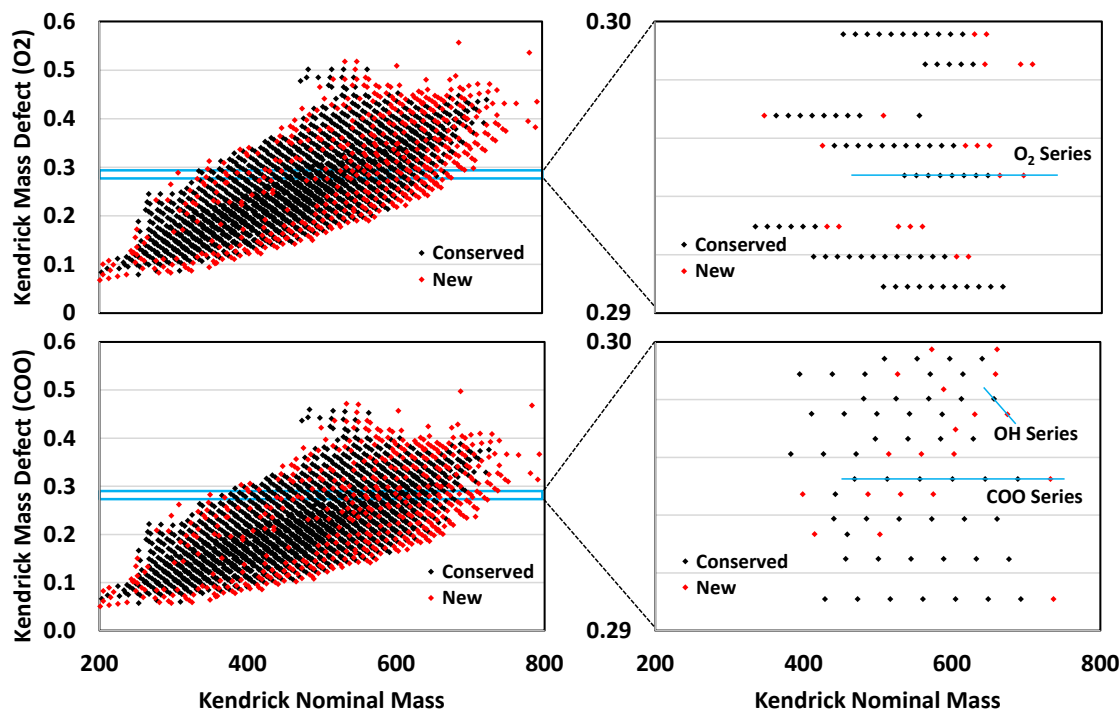 Kendrick Mass Defect (O2)
0.6
0.5
0.4
0.3
0.2
0.1
0
Conserved
New
0.30
0.29
O₂ Series
Conserved
New
Kendrick Mass Defect (COO)
0.6
0.5
0.4
0.3
0.2
0.1
0.0
200
400
600
800
Conserved
New
Kendrick Nominal Mass
0.30
0.29
OH Series
COO Series
Conserved
New
200
400
600
800
Kendrick Nominal Mass